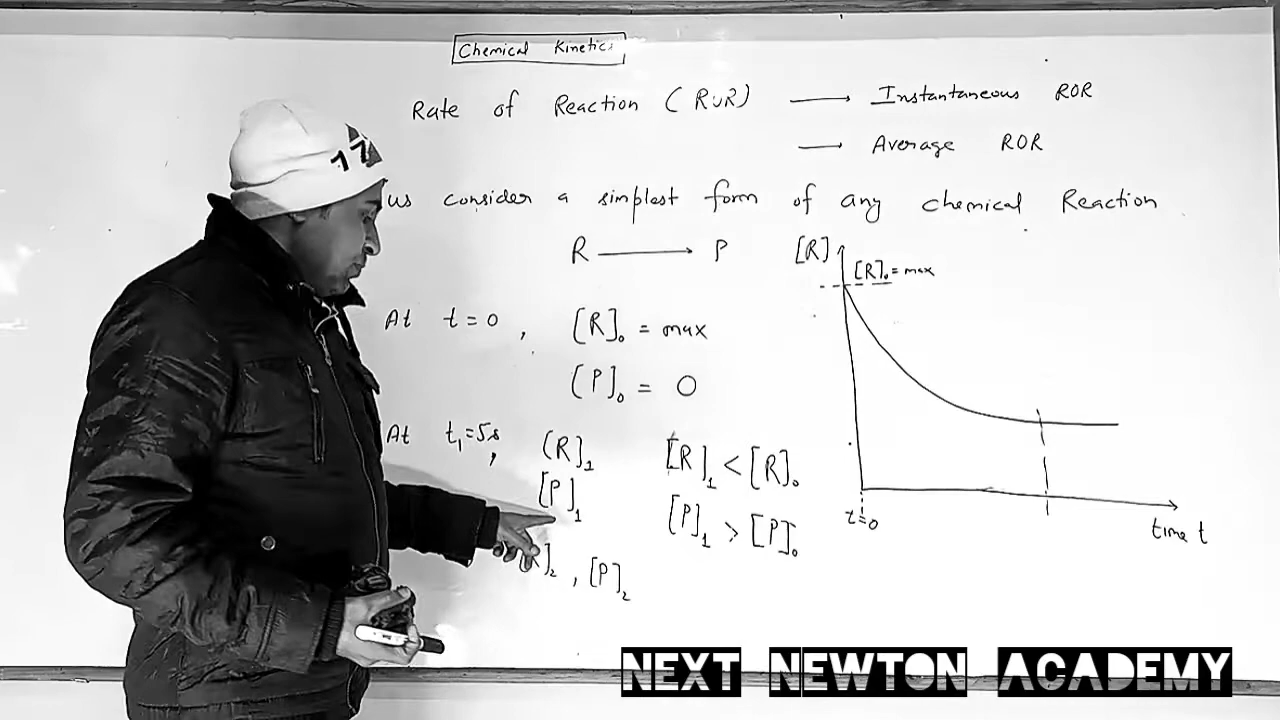 Chemical Kinetics
Rate of Reaction (ROR) → Instantaneous ROR
→ Average ROR
us consider a simplest form of any chemical Reaction
R → P
[R]
[R]₀ = max
At t = 0 , [R]₀ = max
[P]₀ = 0
At t₁ = 5s , [R]₁ [R]₁ < [R]₀
[P]₁ [P]₁ > [P]₀
t=0
time t
]₂ , [P]₂
17
NEXT NEWTON ACADEMY